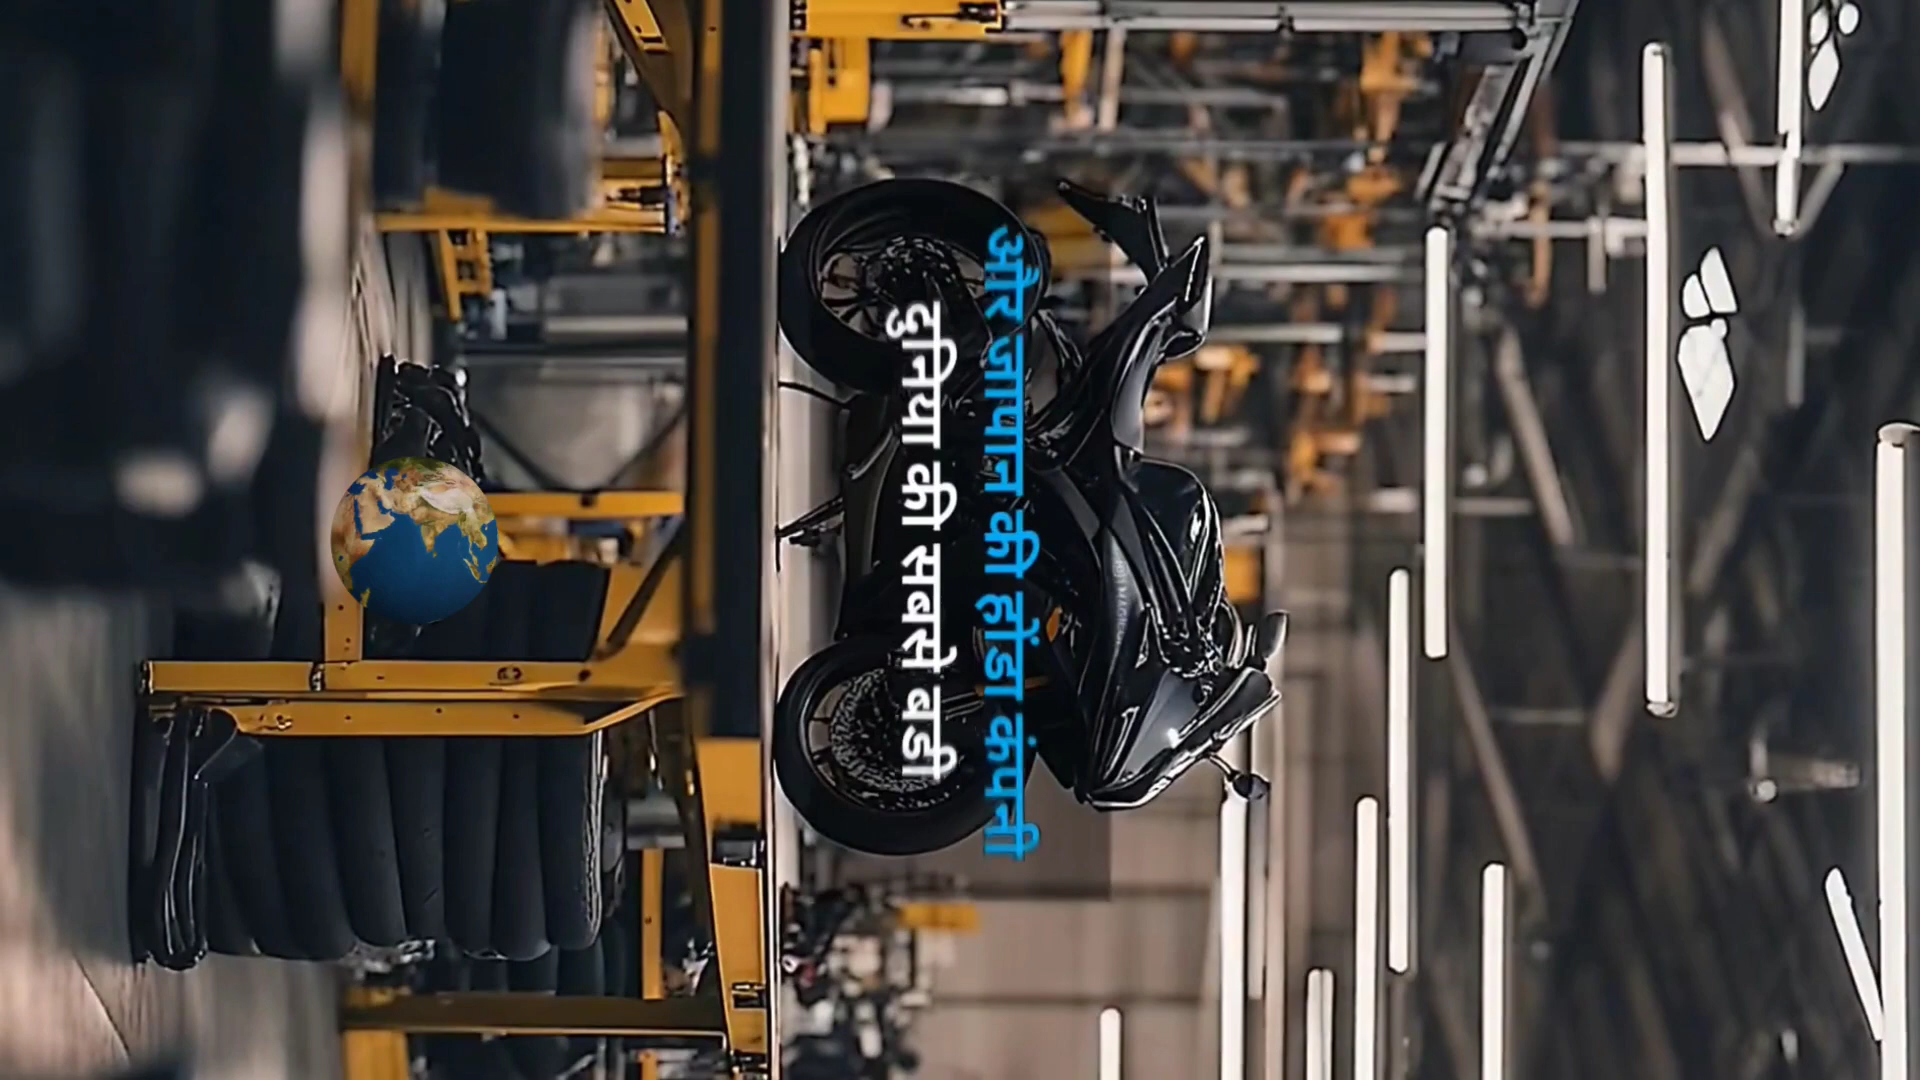 और जापान की होंडा कंपनी
दुनिया की सबसे बड़ी